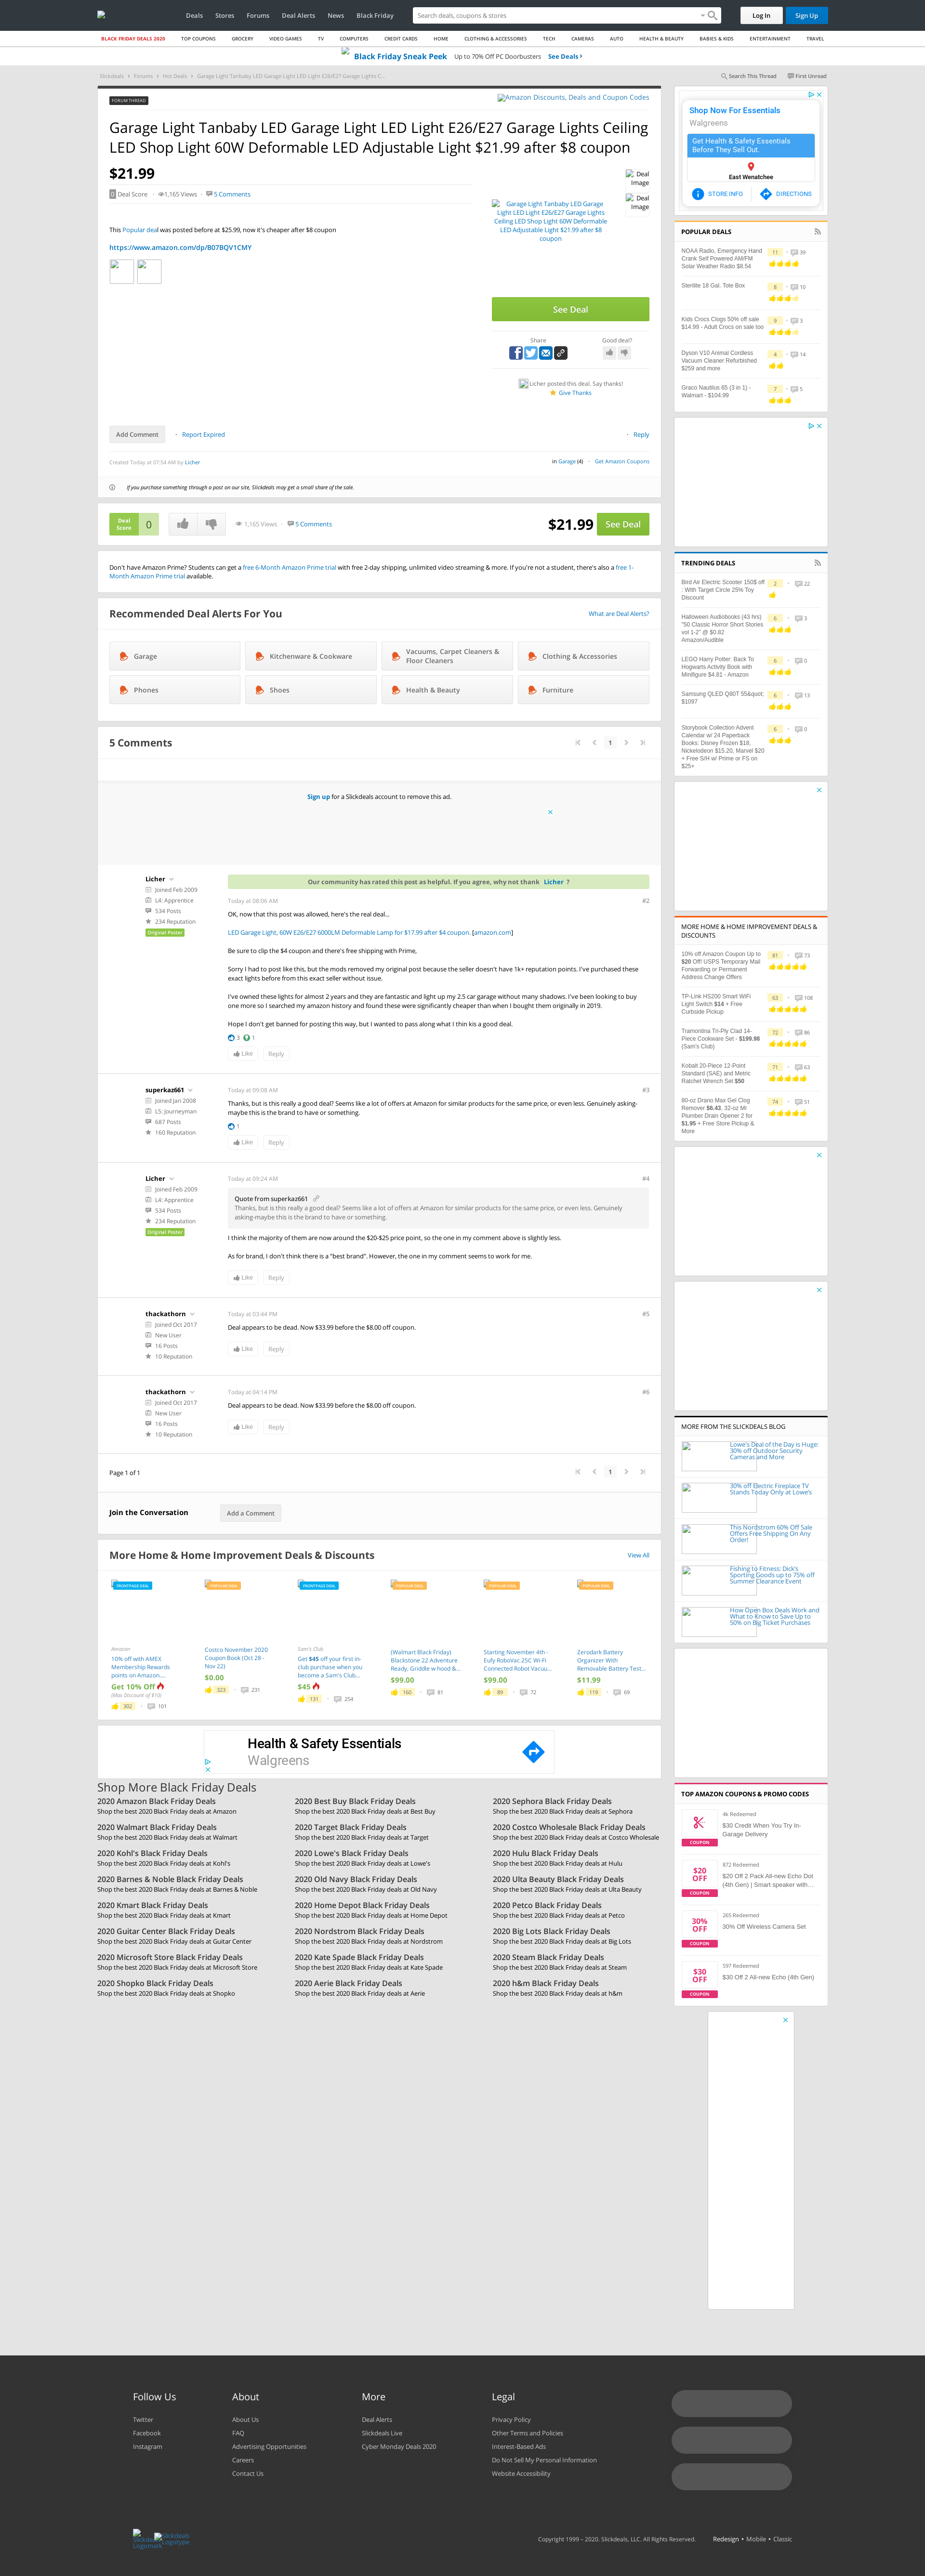 Deals Stores Forums Deal Alerts News Black Friday
Search deals, coupons & stores
Log In Sign Up
BLACK FRIDAY DEALS 2020 TOP COUPONS GROCERY VIDEO GAMES TV COMPUTERS CREDIT CARDS HOME CLOTHING & ACCESSORIES TECH CAMERAS AUTO HEALTH & BEAUTY BABIES & KIDS ENTERTAINMENT TRAVEL
Black Friday Sneak Peek Up to 70% Off PC Doorbusters See Deals ›
Slickdeals › Forums › Hot Deals › Garage Light Tanbaby LED Garage Light LED Light E26/E27 Garage Lights C...
Search This Thread First Unread
FORUM THREAD
Amazon Discounts, Deals and Coupon Codes
Garage Light Tanbaby LED Garage Light LED Light E26/E27 Garage Lights Ceiling
LED Shop Light 60W Deformable LED Adjustable Light $21.99 after $8 coupon
$21.99
0 Deal Score 1,165 Views 5 Comments
This Popular deal was posted before at $25.99, now it's cheaper after $8 coupon
https://www.amazon.com/dp/B07BQV1CMY
Garage Light Tanbaby LED Garage
Light LED Light E26/E27 Garage Lights
Ceiling LED Shop Light 60W Deformable
LED Adjustable Light $21.99 after $8
coupon
Deal
Image
Deal
Image
See Deal
Share Good deal?
Licher posted this deal. Say thanks!
Give Thanks
Add Comment · Report Expired · Reply
Created Today at 07:54 AM by Licher
in Garage (4) Get Amazon Coupons
If you purchase something through a post on our site, Slickdeals may get a small share of the sale.
Deal
Score 0
1,165 Views 5 Comments
$21.99 See Deal
Don't have Amazon Prime? Students can get a free 6-Month Amazon Prime trial with free 2-day shipping, unlimited video streaming & more. If you're not a student, there's also a free 1-
Month Amazon Prime trial available.
Recommended Deal Alerts For You
What are Deal Alerts?
Garage
Kitchenware & Cookware
Vacuums, Carpet Cleaners &
Floor Cleaners
Clothing & Accessories
Phones
Shoes
Health & Beauty
Furniture
5 Comments
1
Sign up for a Slickdeals account to remove this ad.
Licher
Joined Feb 2009
L4: Apprentice
534 Posts
234 Reputation
Original Poster
Our community has rated this post as helpful. If you agree, why not thank Licher ?
Today at 08:06 AM #2
OK, now that this post was allowed, here's the real deal...
LED Garage Light, 60W E26/E27 6000LM Deformable Lamp for $17.99 after $4 coupon. [amazon.com]
Be sure to clip the $4 coupon and there's free shipping with Prime,
Sorry I had to post like this, but the mods removed my original post because the seller doesn't have 1k+ reputation points. I've purchased these
exact lights before from this exact seller without issue.
I've owned these lights for almost 2 years and they are fantastic and light up my 2.5 car garage without many shadows. I've been looking to buy
one more so I searched my amazon history and found these were significantly cheaper than when I bought them originally in 2019.
Hope I don't get banned for posting this way, but I wanted to pass along what I thin kis a good deal.
3 1
Like Reply
superkaz661
Joined Jan 2008
L5: Journeyman
687 Posts
160 Reputation
Today at 09:08 AM #3
Thanks, but is this really a good deal? Seems like a lot of offers at Amazon for similar products for the same price, or even less. Genuinely asking-
maybe this is the brand to have or something.
1
Like Reply
Licher
Joined Feb 2009
L4: Apprentice
534 Posts
234 Reputation
Original Poster
Today at 09:24 AM #4
Quote from superkaz661
Thanks, but is this really a good deal? Seems like a lot of offers at Amazon for similar products for the same price, or even less. Genuinely
asking-maybe this is the brand to have or something.
I think the majority of them are now around the $20-$25 price point, so the one in my comment above is slightly less.
As for brand, I don't think there is a "best brand". However, the one in my comment seems to work for me.
Like Reply
thackathorn
Joined Oct 2017
New User
16 Posts
10 Reputation
Today at 03:44 PM #5
Deal appears to be dead. Now $33.99 before the $8.00 off coupon.
Like Reply
thackathorn
Joined Oct 2017
New User
16 Posts
10 Reputation
Today at 04:14 PM #6
Deal appears to be dead. Now $33.99 before the $8.00 off coupon.
Like Reply
Page 1 of 1
1
Join the Conversation Add a Comment
More Home & Home Improvement Deals & Discounts
View All
FRONTPAGE DEAL
Amazon
10% off with AMEX
Membership Rewards
points on Amazon....
Get 10% Off
(Max Discount of $10)
302 101
POPULAR DEAL
Costco November 2020
Coupon Book (Oct 28 -
Nov 22)
$0.00
323 231
FRONTPAGE DEAL
Sam's Club
Get $45 off your first in-
club purchase when you
become a Sam's Club...
$45
131 254
POPULAR DEAL
(Walmart Black Friday)
Blackstone 22 Adventure
Ready, Griddle w hood &...
$99.00
160 81
POPULAR DEAL
Starting November 4th -
Eufy RoboVac 25C Wi-Fi
Connected Robot Vacuu...
$99.00
89 72
POPULAR DEAL
Zerodark Battery
Organizer With
Removable Battery Test...
$11.99
119 69
Health & Safety Essentials
Walgreens
Shop More Black Friday Deals
2020 Amazon Black Friday Deals
Shop the best 2020 Black Friday deals at Amazon
2020 Best Buy Black Friday Deals
Shop the best 2020 Black Friday deals at Best Buy
2020 Sephora Black Friday Deals
Shop the best 2020 Black Friday deals at Sephora
2020 Walmart Black Friday Deals
Shop the best 2020 Black Friday deals at Walmart
2020 Target Black Friday Deals
Shop the best 2020 Black Friday deals at Target
2020 Costco Wholesale Black Friday Deals
Shop the best 2020 Black Friday deals at Costco Wholesale
2020 Kohl's Black Friday Deals
Shop the best 2020 Black Friday deals at Kohl's
2020 Lowe's Black Friday Deals
Shop the best 2020 Black Friday deals at Lowe's
2020 Hulu Black Friday Deals
Shop the best 2020 Black Friday deals at Hulu
2020 Barnes & Noble Black Friday Deals
Shop the best 2020 Black Friday deals at Barnes & Noble
2020 Old Navy Black Friday Deals
Shop the best 2020 Black Friday deals at Old Navy
2020 Ulta Beauty Black Friday Deals
Shop the best 2020 Black Friday deals at Ulta Beauty
2020 Kmart Black Friday Deals
Shop the best 2020 Black Friday deals at Kmart
2020 Home Depot Black Friday Deals
Shop the best 2020 Black Friday deals at Home Depot
2020 Petco Black Friday Deals
Shop the best 2020 Black Friday deals at Petco
2020 Guitar Center Black Friday Deals
Shop the best 2020 Black Friday deals at Guitar Center
2020 Nordstrom Black Friday Deals
Shop the best 2020 Black Friday deals at Nordstrom
2020 Big Lots Black Friday Deals
Shop the best 2020 Black Friday deals at Big Lots
2020 Microsoft Store Black Friday Deals
Shop the best 2020 Black Friday deals at Microsoft Store
2020 Kate Spade Black Friday Deals
Shop the best 2020 Black Friday deals at Kate Spade
2020 Steam Black Friday Deals
Shop the best 2020 Black Friday deals at Steam
2020 Shopko Black Friday Deals
Shop the best 2020 Black Friday deals at Shopko
2020 Aerie Black Friday Deals
Shop the best 2020 Black Friday deals at Aerie
2020 h&m Black Friday Deals
Shop the best 2020 Black Friday deals at h&m
Shop Now For Essentials
Walgreens
Get Health & Safety Essentials
Before They Sell Out.
East Wenatchee
STORE INFO DIRECTIONS
POPULAR DEALS
NOAA Radio, Emergency Hand
Crank Self Powered AM/FM
Solar Weather Radio $8.54
11 39
Sterilite 18 Gal. Tote Box
8 10
Kids Crocs Clogs 50% off sale
$14.99 - Adult Crocs on sale too
9 3
Dyson V10 Animal Cordless
Vacuum Cleaner Refurbished
$259 and more
4 14
Graco Nautilus 65 (3 in 1) -
Walmart - $104.99
7 5
TRENDING DEALS
Bird Air Electric Scooter 150$ off
: With Target Circle 25% Toy
Discount
2 22
Halloween Audiobooks (43 hrs)
"50 Classic Horror Short Stories
vol 1-2" @ $0.82
Amazon/Audible
6 3
LEGO Harry Potter: Back To
Hogwarts Activity Book with
Minifigure $4.81 - Amazon
6 0
Samsung QLED Q80T 55&quot;
$1097
6 13
Storybook Collection Advent
Calendar w/ 24 Paperback
Books: Disney Frozen $18,
Nickelodeon $15.20, Marvel $20
+ Free S/H w/ Prime or FS on
$25+
6 0
MORE HOME & HOME IMPROVEMENT DEALS &
DISCOUNTS
10% off Amazon Coupon Up to
$20 Off! USPS Temporary Mail
Forwarding or Permanent
Address Change Offers
81 73
TP-Link HS200 Smart WiFi
Light Switch $14 + Free
Curbside Pickup
63 108
Tramontina Tri-Ply Clad 14-
Piece Cookware Set - $199.98
(Sam's Club)
72 86
Kobalt 20-Piece 12-Point
Standard (SAE) and Metric
Ratchet Wrench Set $50
71 63
80-oz Drano Max Gel Clog
Remover $8.43, 32-oz Mr
Plumber Drain Opener 2 for
$1.95 + Free Store Pickup &
More
74 51
MORE FROM THE SLICKDEALS BLOG
Lowe's Deal of the Day is Huge:
30% off Outdoor Security
Cameras and More
30% off Electric Fireplace TV
Stands Today Only at Lowe's
This Nordstrom 60% Off Sale
Offers Free Shipping On Any
Order!
Fishing to Fitness: Dick's
Sporting Goods up to 75% off
Summer Clearance Event
How Open Box Deals Work and
What to Know to Save Up to
50% on Big Ticket Purchases
TOP AMAZON COUPONS & PROMO CODES
4k Redeemed
$30 Credit When You Try In-
Garage Delivery
COUPON
$20
OFF
872 Redeemed
$20 Off 2 Pack All-new Echo Dot
(4th Gen) | Smart speaker with...
COUPON
30%
OFF
265 Redeemed
30% Off Wireless Camera Set
COUPON
$30
OFF
597 Redeemed
$30 Off 2 All-new Echo (4th Gen)
COUPON
Follow Us
Twitter
Facebook
Instagram
About
About Us
FAQ
Advertising Opportunities
Careers
Contact Us
More
Deal Alerts
Slickdeals Live
Cyber Monday Deals 2020
Legal
Privacy Policy
Other Terms and Policies
Interest-Based Ads
Do Not Sell My Personal Information
Website Accessibility
Slickdeals
Logomark
Slickdeals
Logotype
Copyright 1999 – 2020. Slickdeals, LLC. All Rights Reserved. Redesign • Mobile • Classic